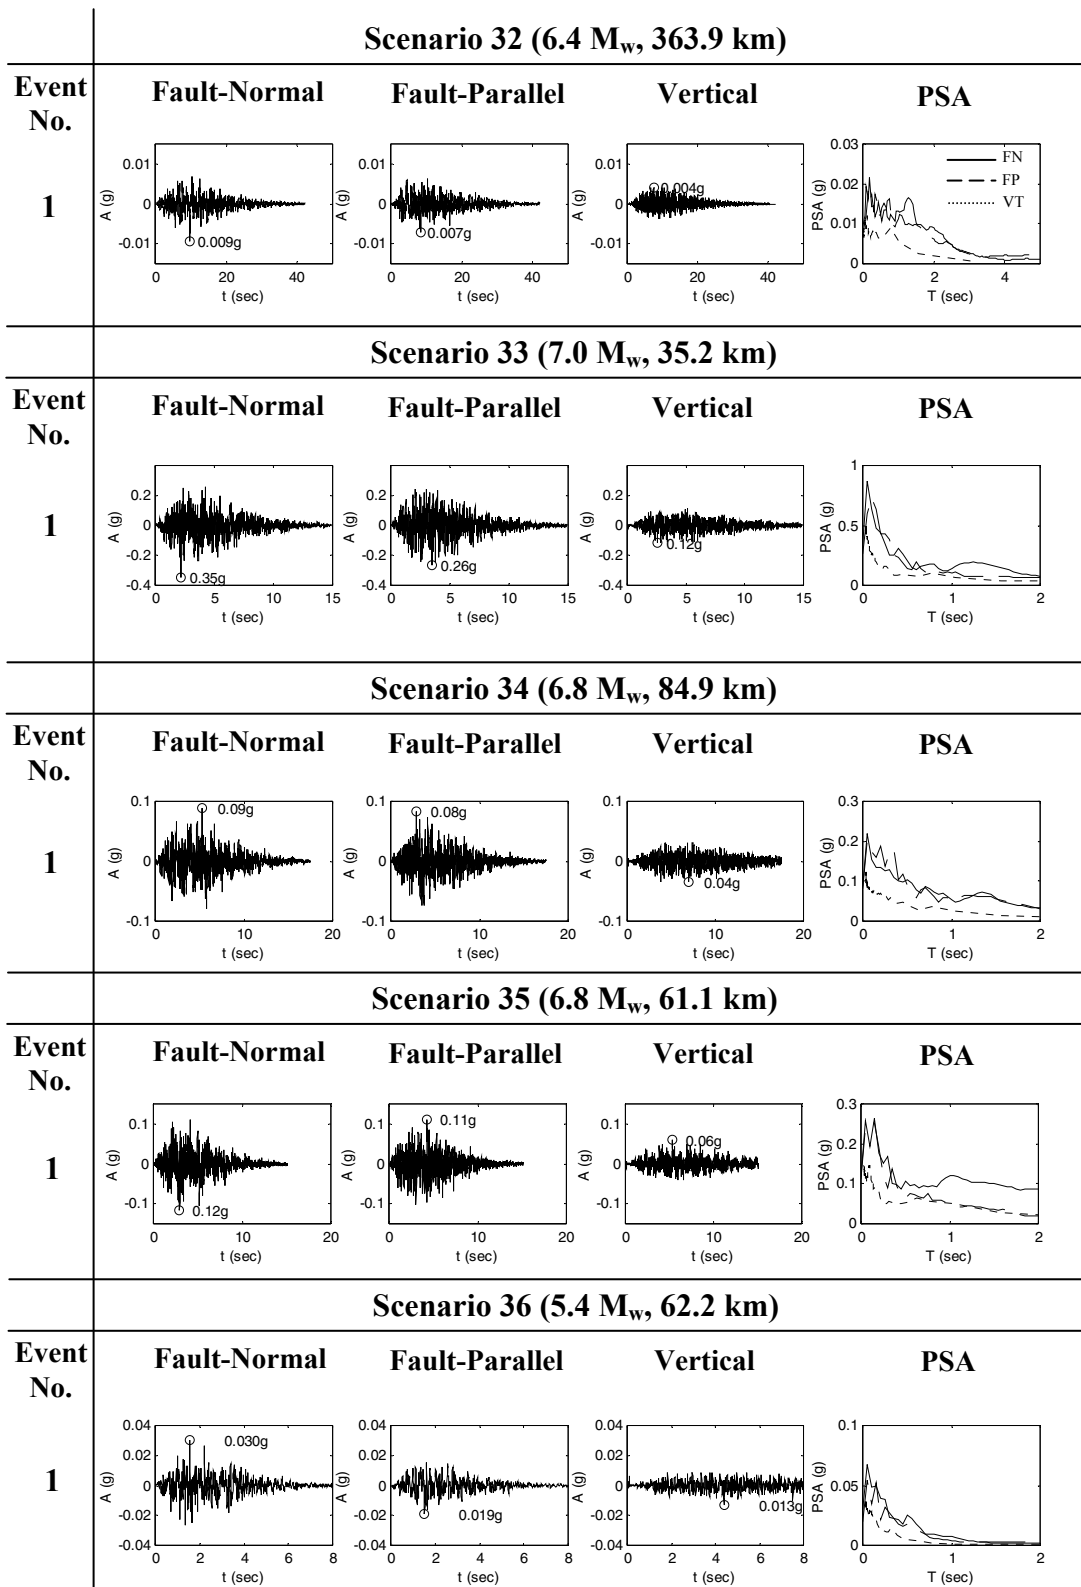 Scenario 32 (6.4 Mw, 363.9 km)
Event No.
Fault-Normal Fault-Parallel Vertical PSA
1
A (g) 0.01 0 -0.01 0.009g 0 20 40 t (sec)
A (g) 0.01 0 -0.01 0.007g 0 20 40 t (sec)
A (g) 0.01 0 -0.01 0.004g 0 20 40 t (sec)
PSA (g) 0.03 0.02 0.01 0 FN FP VT 0 2 4 T (sec)
Scenario 33 (7.0 Mw, 35.2 km)
Event No.
Fault-Normal Fault-Parallel Vertical PSA
1
A (g) 0.2 0 -0.2 -0.4 0.35g 0 5 10 15 t (sec)
A (g) 0.2 0 -0.2 -0.4 0.26g 0 5 10 15 t (sec)
A (g) 0.2 0 -0.2 -0.4 0.12g 0 5 10 15 t (sec)
PSA (g) 1 0.5 0 0 1 2 T (sec)
Scenario 34 (6.8 Mw, 84.9 km)
Event No.
Fault-Normal Fault-Parallel Vertical PSA
1
A (g) 0.1 0 -0.1 0.09g 0 10 20 t (sec)
A (g) 0.1 0 -0.1 0.08g 0 10 20 t (sec)
A (g) 0.1 0 -0.1 0.04g 0 10 20 t (sec)
PSA (g) 0.3 0.2 0.1 0 0 1 2 T (sec)
Scenario 35 (6.8 Mw, 61.1 km)
Event No.
Fault-Normal Fault-Parallel Vertical PSA
1
A (g) 0.1 0 -0.1 0.12g 0 10 20 t (sec)
A (g) 0.1 0 -0.1 0.11g 0 10 20 t (sec)
A (g) 0.1 0 -0.1 0.06g 0 10 20 t (sec)
PSA (g) 0.3 0.2 0.1 0 0 1 2 T (sec)
Scenario 36 (5.4 Mw, 62.2 km)
Event No.
Fault-Normal Fault-Parallel Vertical PSA
1
A (g) 0.04 0.02 0 -0.02 -0.04 0.030g 0 2 4 6 8 t (sec)
A (g) 0.04 0.02 0 -0.02 -0.04 0.019g 0 2 4 6 8 t (sec)
A (g) 0.04 0.02 0 -0.02 -0.04 0.013g 0 2 4 6 8 t (sec)
PSA (g) 0.1 0.05 0 0 1 2 T (sec)